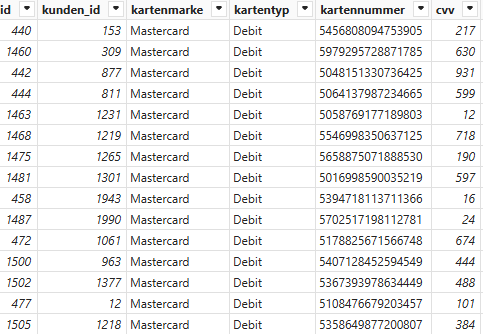 id kunden_id kartenmarke kartentyp kartennummer cvv
440 153 Mastercard Debit 5456808094753905 217
1460 309 Mastercard Debit 5979295728871785 630
442 877 Mastercard Debit 5048151330736425 931
444 811 Mastercard Debit 5064137987234665 599
1463 1231 Mastercard Debit 5058769177189803 12
1468 1219 Mastercard Debit 5546998350637125 718
1475 1265 Mastercard Debit 5658875071888530 190
1481 1301 Mastercard Debit 5016998590035219 597
458 1943 Mastercard Debit 5394718113711366 16
1487 1990 Mastercard Debit 5702517198112781 24
472 1061 Mastercard Debit 5178825671566748 674
1500 963 Mastercard Debit 5407128452594549 444
1502 1377 Mastercard Debit 5367393978634449 488
477 12 Mastercard Debit 5108476679203457 101
1505 1218 Mastercard Debit 5358649877200807 384